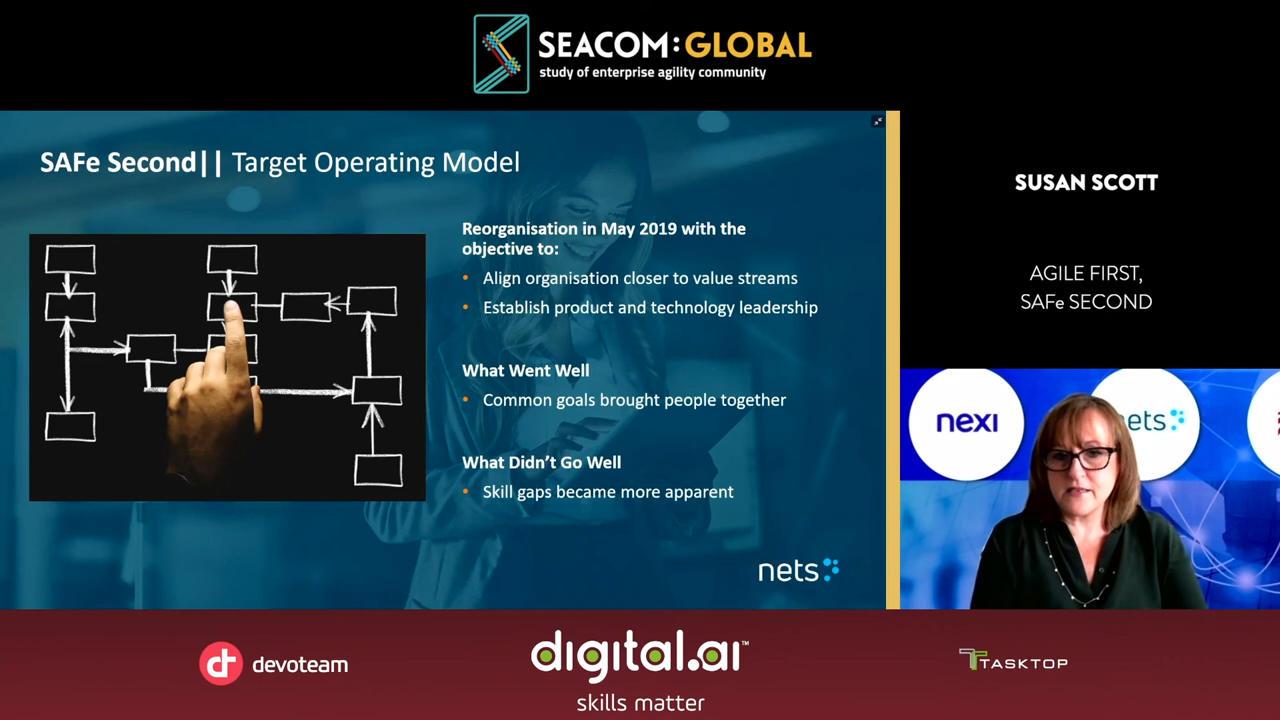 SEACOM:GLOBAL
study of enterprise agility community
SAFe Second|| Target Operating Model
Reorganisation in May 2019 with the
objective to:
• Align organisation closer to value streams
• Establish product and technology leadership
What Went Well
• Common goals brought people together
What Didn't Go Well
• Skill gaps became more apparent
nets
SUSAN SCOTT
AGILE FIRST,
SAFe SECOND
nexi
ets
devoteam
digital.ai™
skills matter
TASKTOP